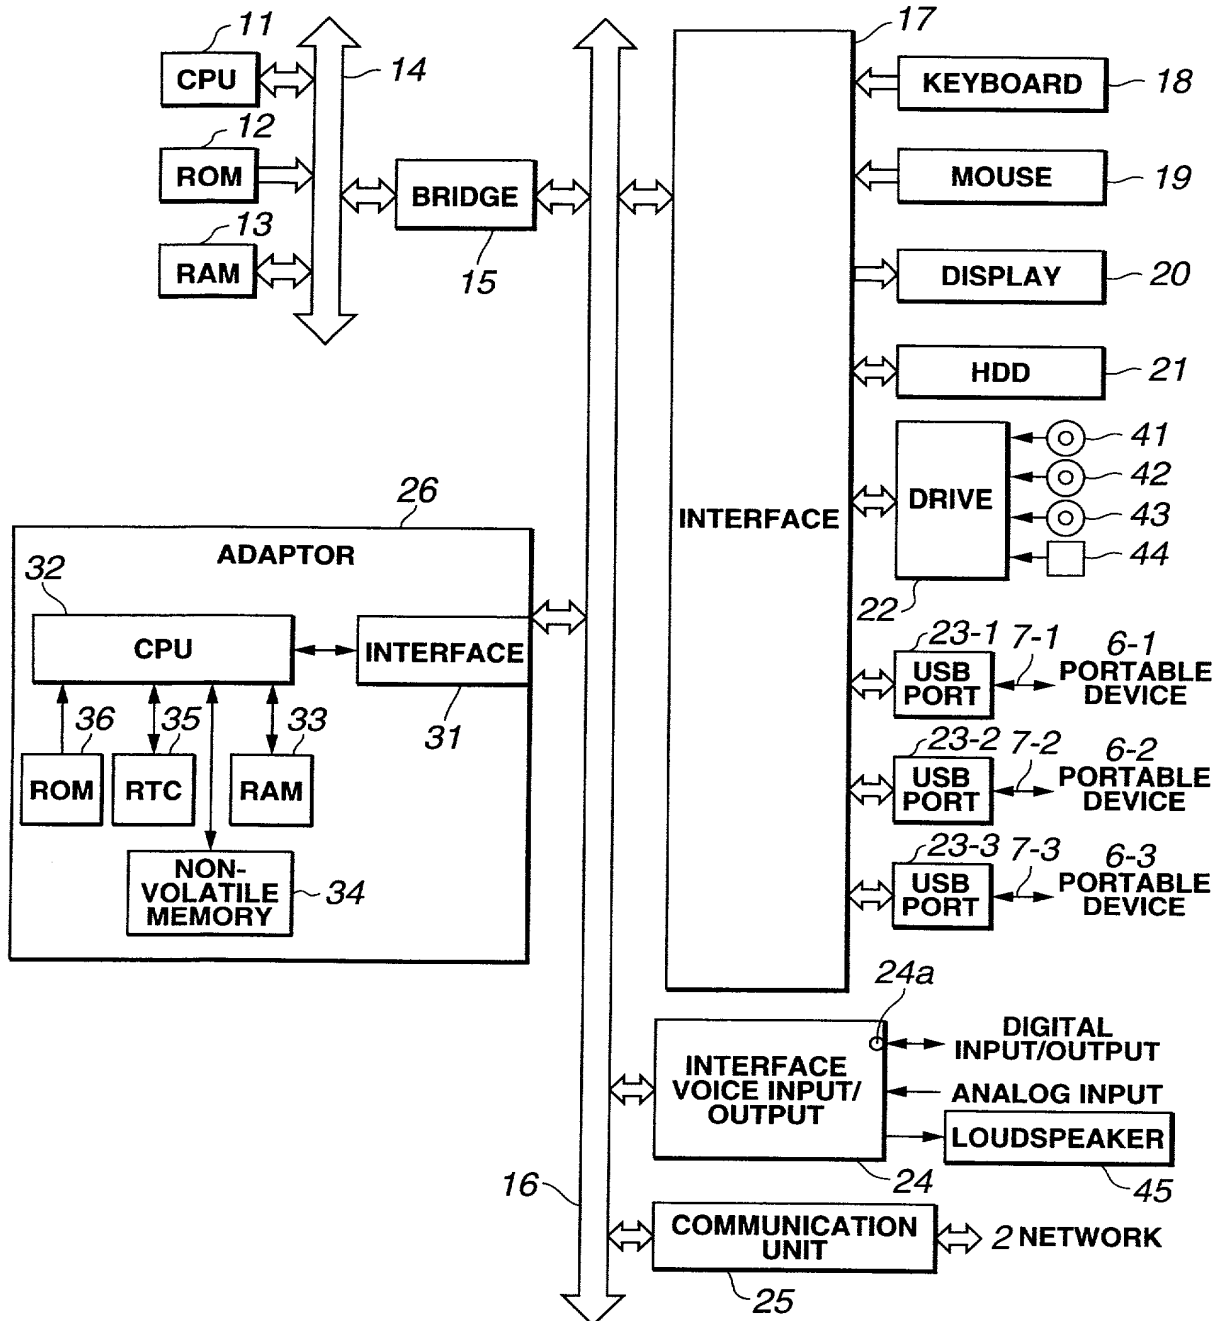 11
CPU
14
12
ROM
13
RAM
BRIDGE
15
17
KEYBOARD
18
MOUSE
19
DISPLAY
20
HDD
21
INTERFACE
DRIVE
22
41
42
43
44
23-1
USB
PORT
7-1
6-1
PORTABLE
DEVICE
23-2
USB
PORT
7-2
6-2
PORTABLE
DEVICE
23-3
USB
PORT
7-3
6-3
PORTABLE
DEVICE
26
ADAPTOR
32
CPU
INTERFACE
31
36
ROM
35
RTC
33
RAM
NON-
VOLATILE
MEMORY
34
24a
INTERFACE
VOICE INPUT/
OUTPUT
24
DIGITAL
INPUT/OUTPUT
ANALOG INPUT
LOUDSPEAKER
45
16
COMMUNICATION
UNIT
25
2 NETWORK